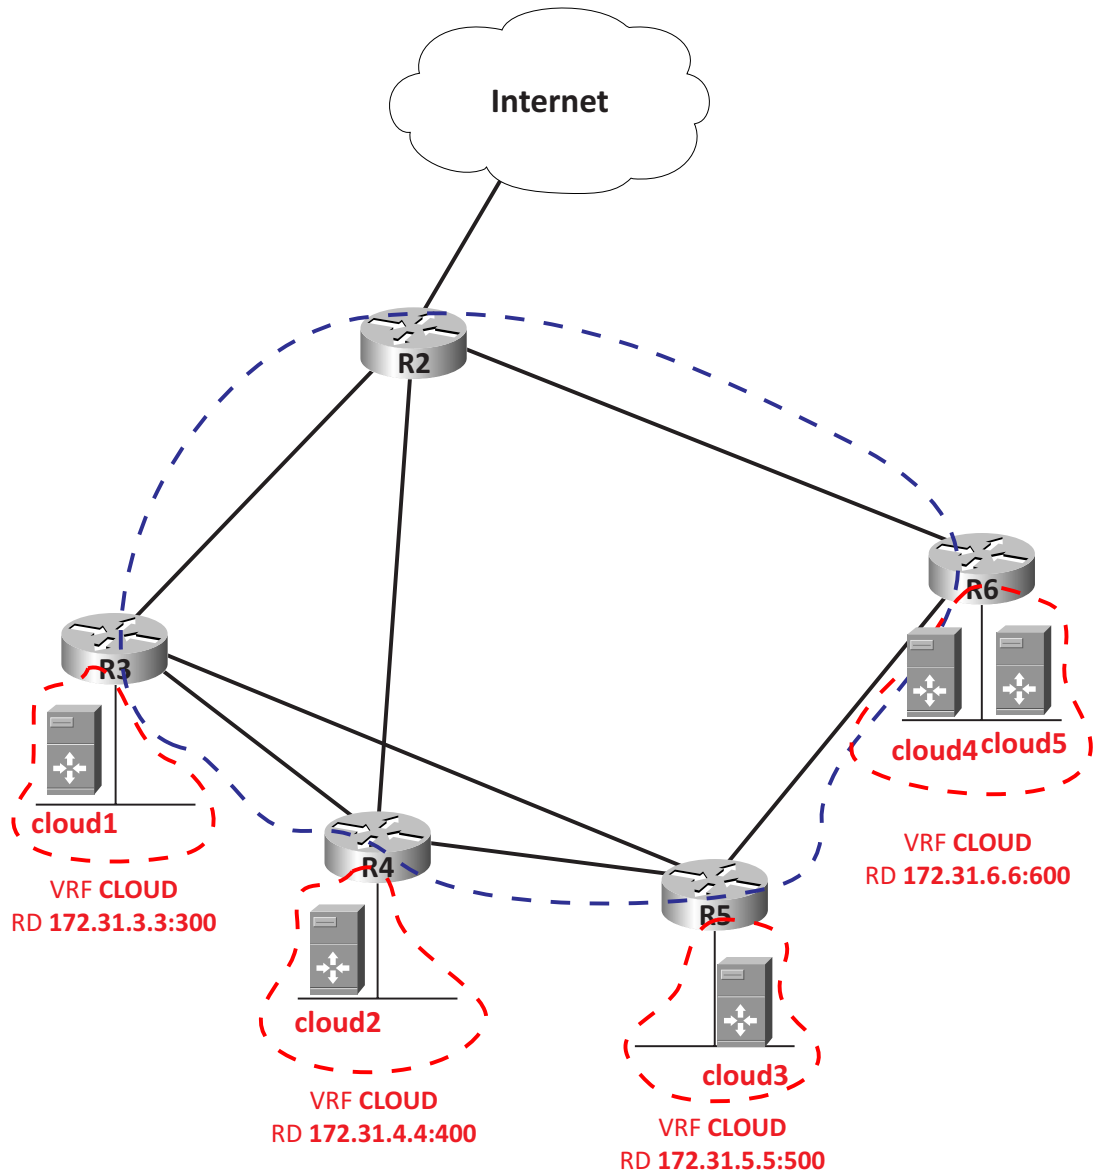 Internet
R2
R6
R3
cloud4
cloud5
cloud1
R4
VRF CLOUD
RD 172.31.6.6:600
VRF CLOUD
RD 172.31.3.3:300
R5
cloud2
cloud3
VRF CLOUD
RD 172.31.4.4:400
VRF CLOUD
RD 172.31.5.5:500